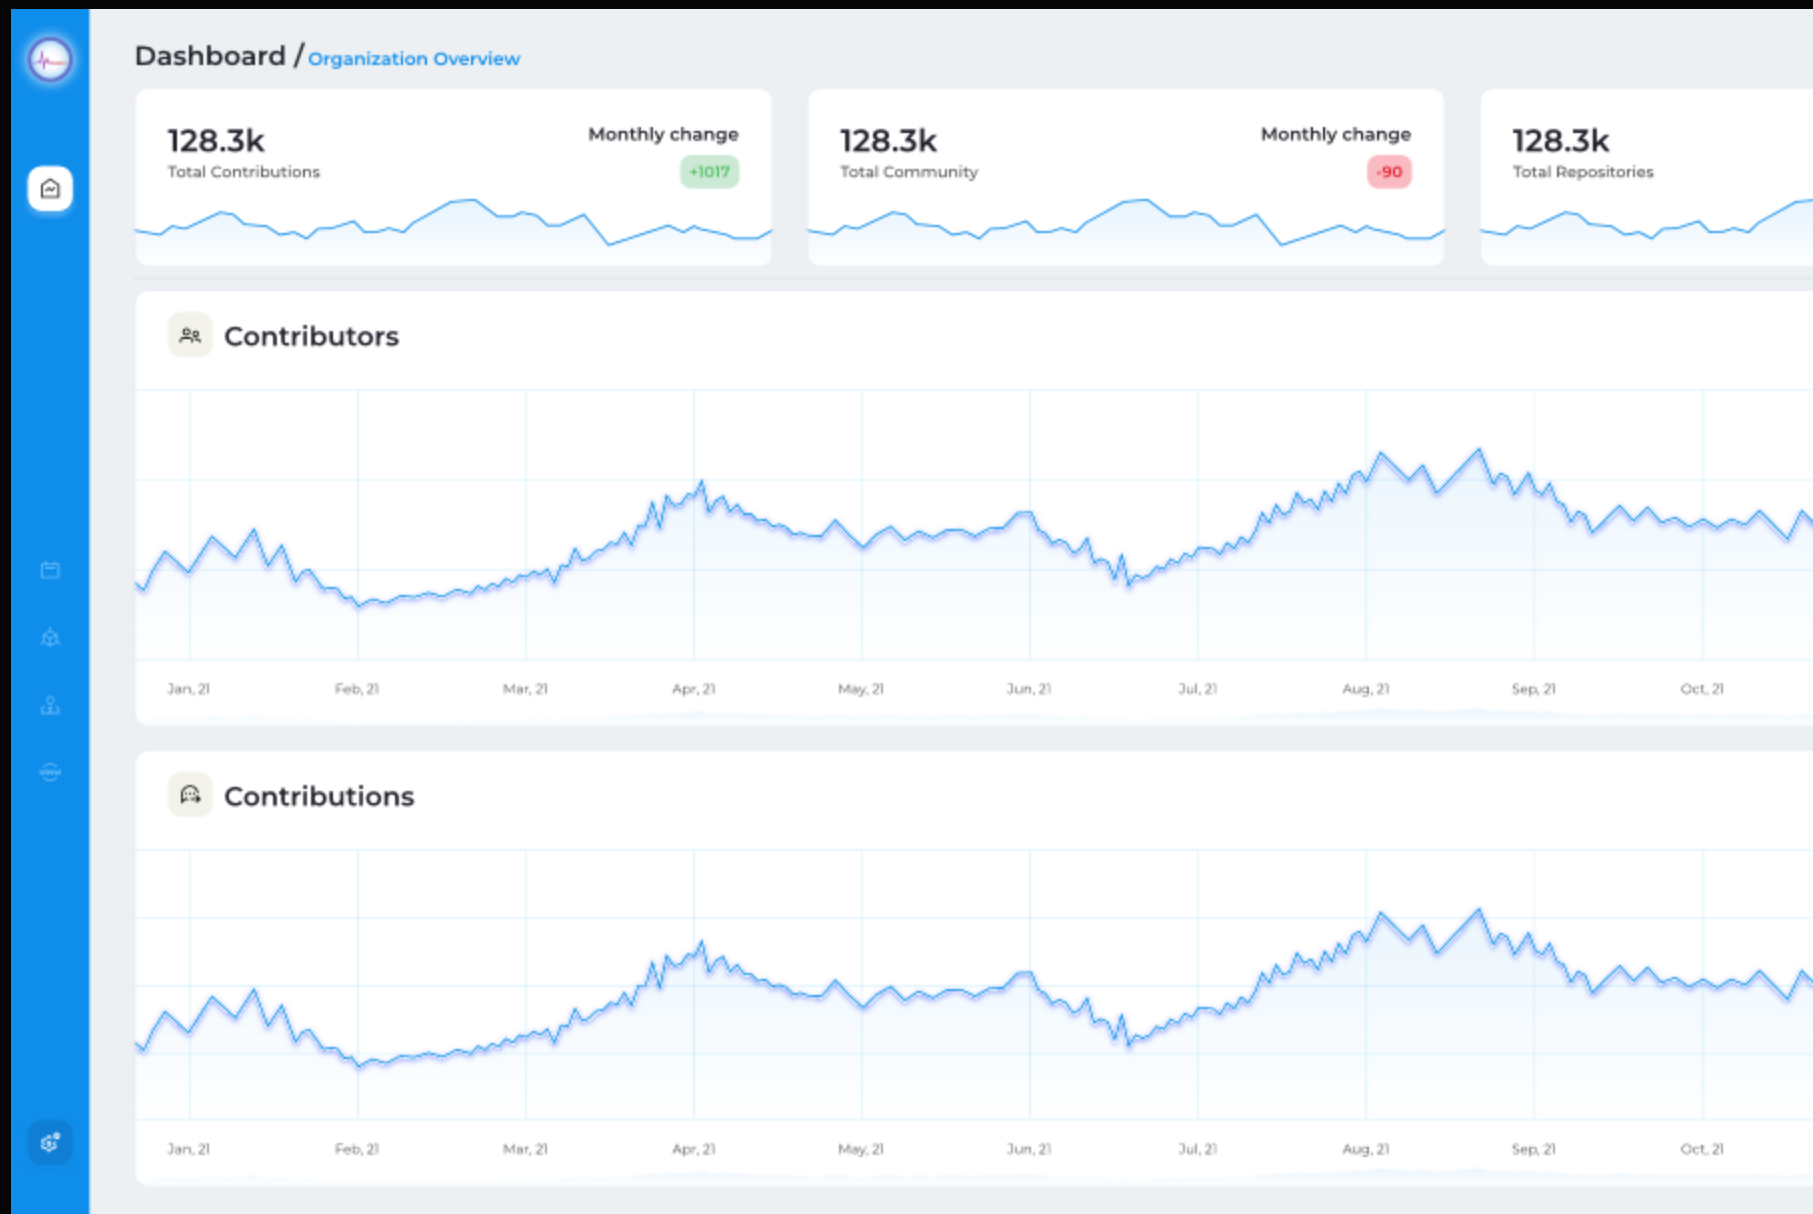 Dashboard / Organization Overview
128.3k
Total Contributions
Monthly change
+1017
128.3k
Total Community
Monthly change
-90
128.3k
Total Repositories
Contributors
Jan, 21 Feb, 21 Mar, 21 Apr, 21 May, 21 Jun, 21 Jul, 21 Aug, 21 Sep, 21 Oct, 21
Contributions
Jan, 21 Feb, 21 Mar, 21 Apr, 21 May, 21 Jun, 21 Jul, 21 Aug, 21 Sep, 21 Oct, 21